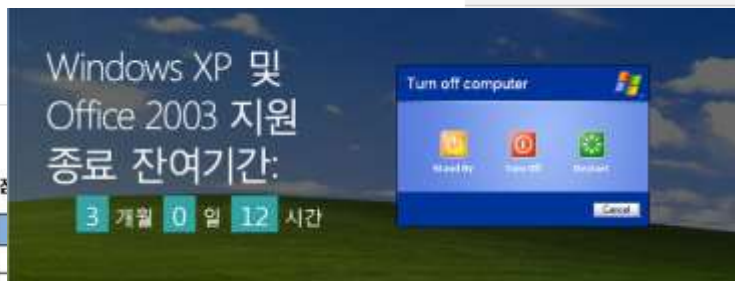 Windows XP 및
Office 2003 지원
종료 잔여기간:
3 개월 0 일 12 시간
Turn off computer
Stand By Turn Off Restart
Cancel